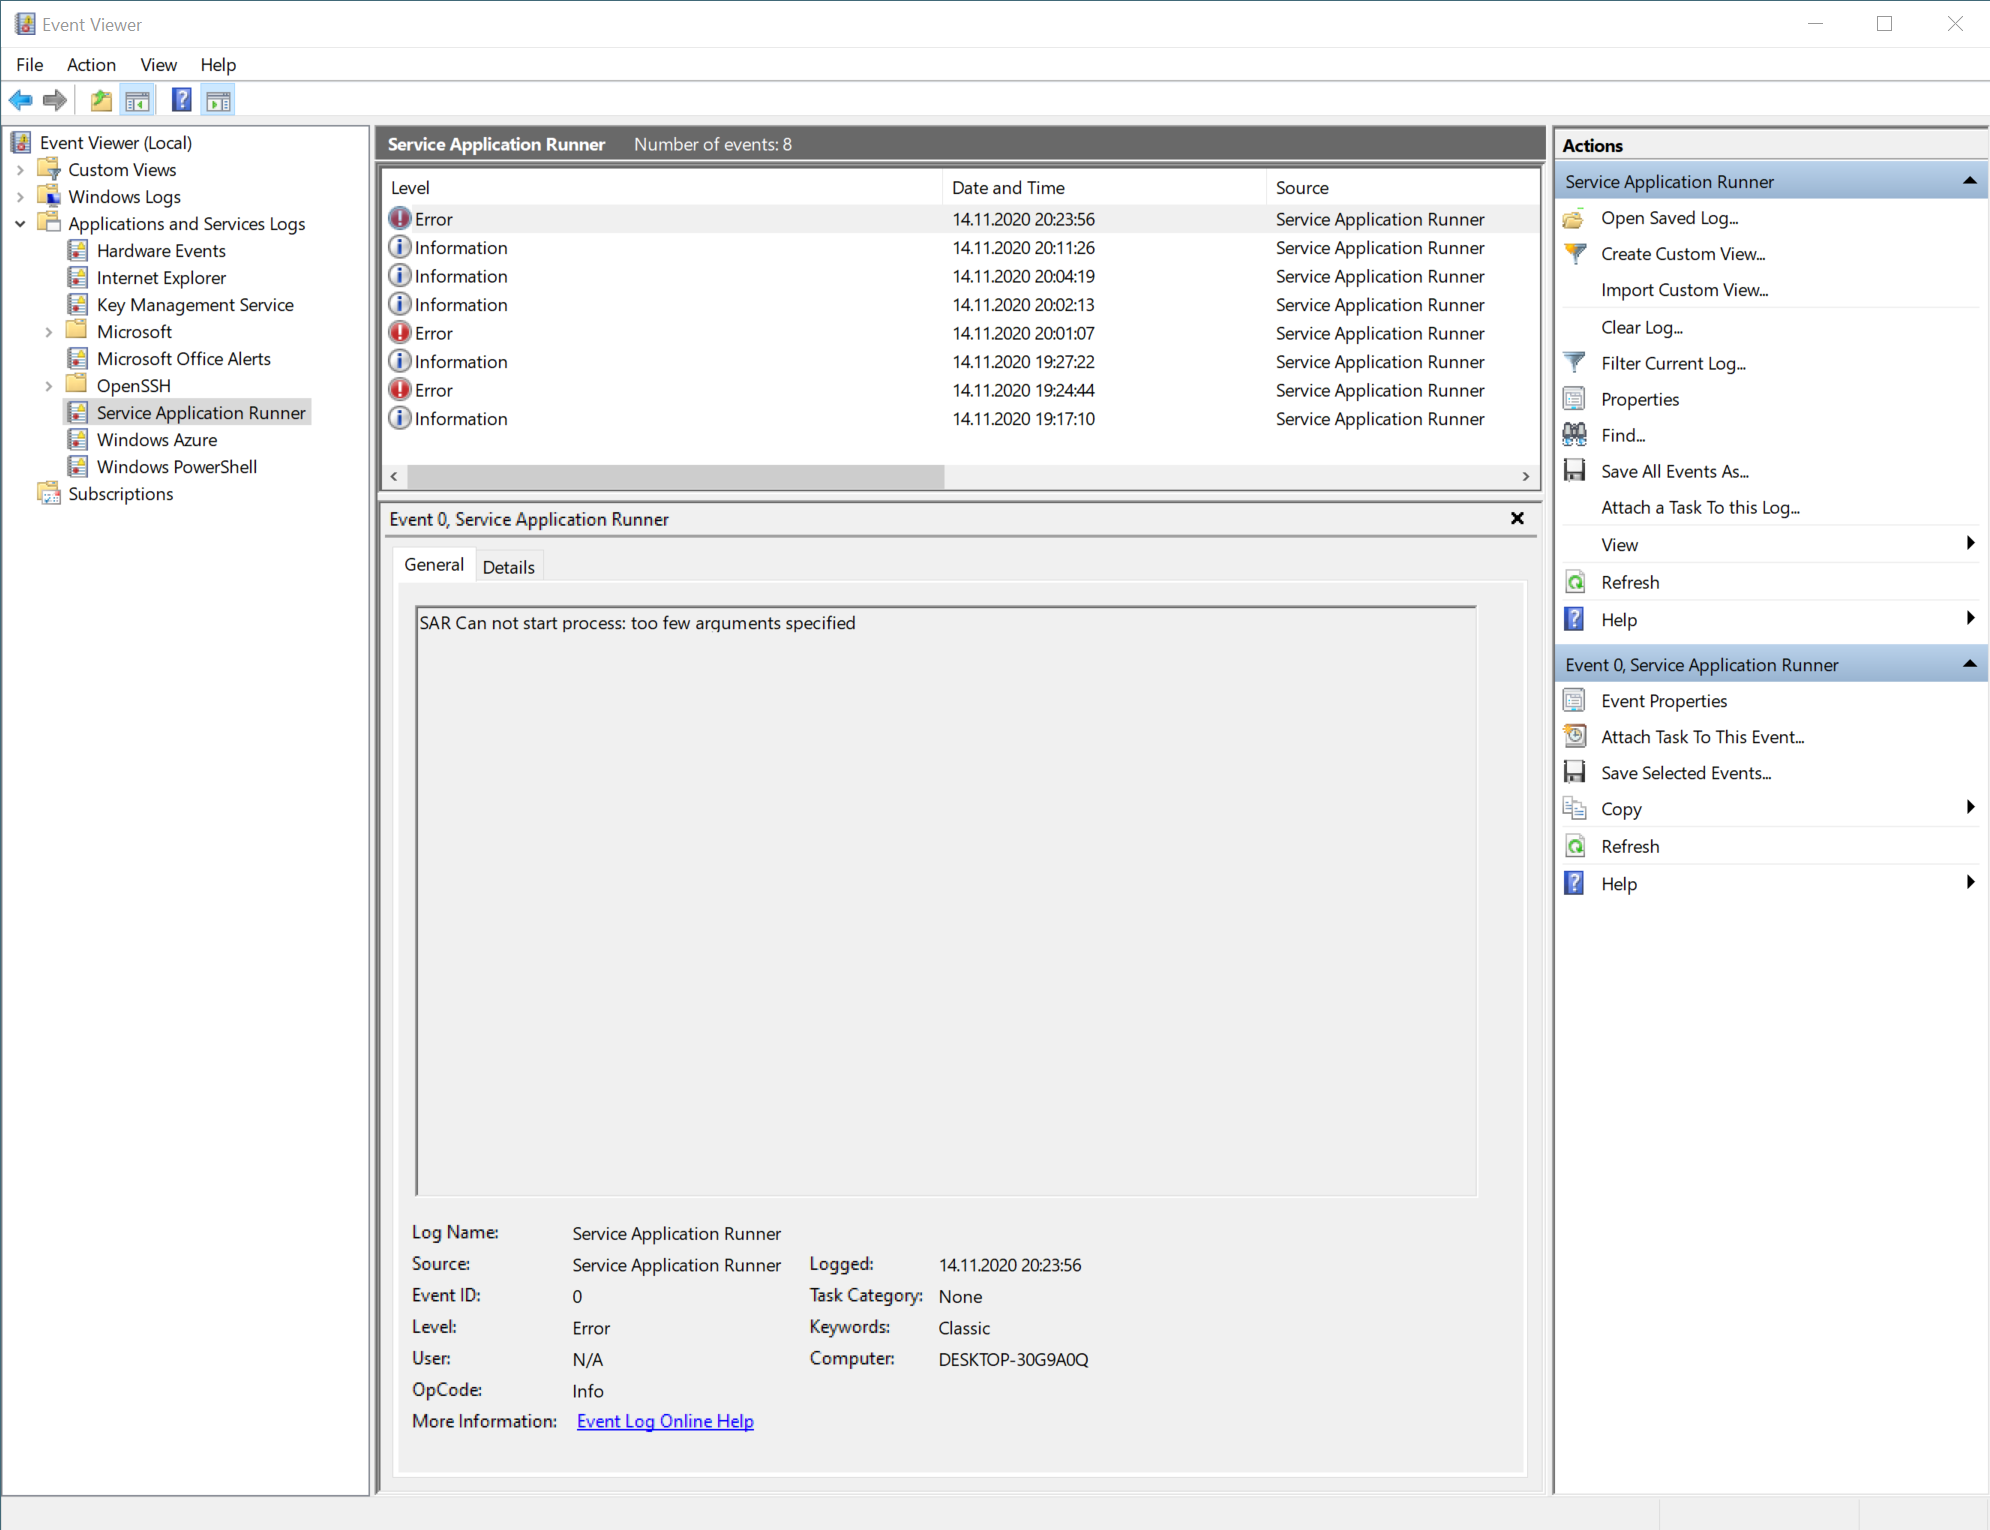 Event Viewer
File Action View Help
Event Viewer (Local)
Custom Views
Windows Logs
Applications and Services Logs
Hardware Events
Internet Explorer
Key Management Service
Microsoft
Microsoft Office Alerts
OpenSSH
Service Application Runner
Windows Azure
Windows PowerShell
Subscriptions
Service Application Runner Number of events: 8
Level Date and Time Source
Error 14.11.2020 20:23:56 Service Application Runner
Information 14.11.2020 20:11:26 Service Application Runner
Information 14.11.2020 20:04:19 Service Application Runner
Information 14.11.2020 20:02:13 Service Application Runner
Error 14.11.2020 20:01:07 Service Application Runner
Information 14.11.2020 19:27:22 Service Application Runner
Error 14.11.2020 19:24:44 Service Application Runner
Information 14.11.2020 19:17:10 Service Application Runner
Event 0, Service Application Runner
General Details
SAR Can not start process: too few arguments specified
Log Name: Service Application Runner
Source: Service Application Runner Logged: 14.11.2020 20:23:56
Event ID: 0 Task Category: None
Level: Error Keywords: Classic
User: N/A Computer: DESKTOP-30G9A0Q
OpCode: Info
More Information: Event Log Online Help
Actions
Service Application Runner
Open Saved Log...
Create Custom View...
Import Custom View...
Clear Log...
Filter Current Log...
Properties
Find...
Save All Events As...
Attach a Task To this Log...
View
Refresh
Help
Event 0, Service Application Runner
Event Properties
Attach Task To This Event...
Save Selected Events...
Copy
Refresh
Help